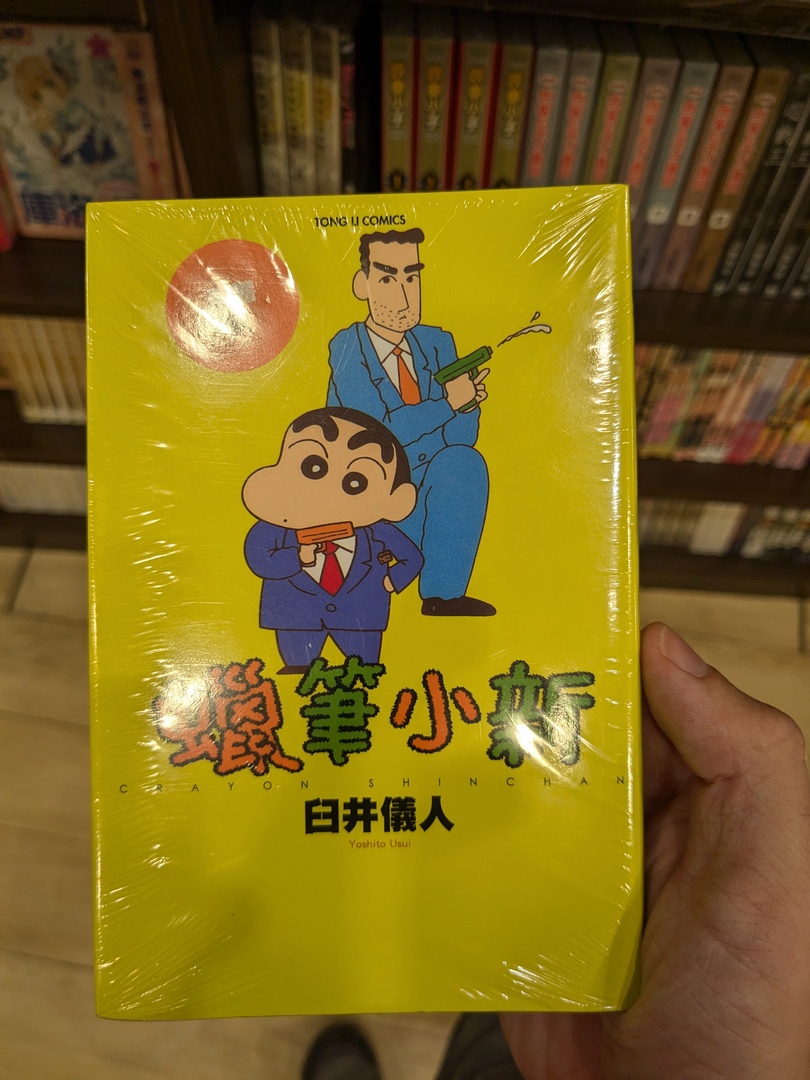 TONG LI COMICS
蠟筆小新
CRAYON SHINCHAN
臼井儀人
Yoshito Usui